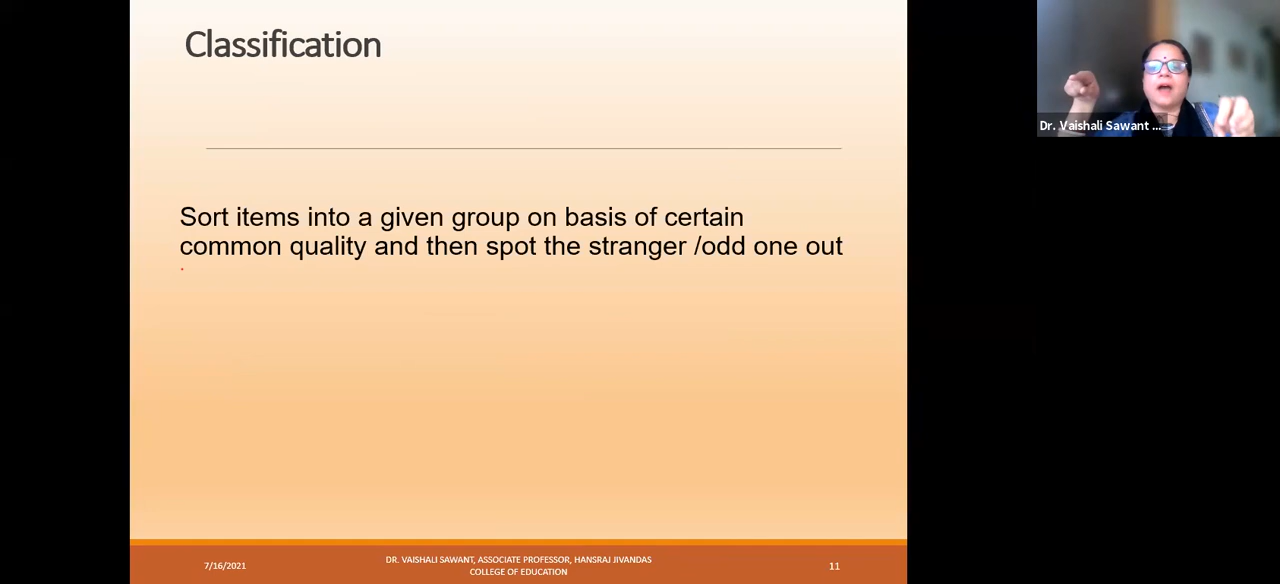 Classification
Sort items into a given group on basis of certain
common quality and then spot the stranger /odd one out
.
7/16/2021
DR. VAISHALI SAWANT, ASSOCIATE PROFESSOR, HANSRAJ JIVANDAS
COLLEGE OF EDUCATION
11
Dr. Vaishali Sawant ...